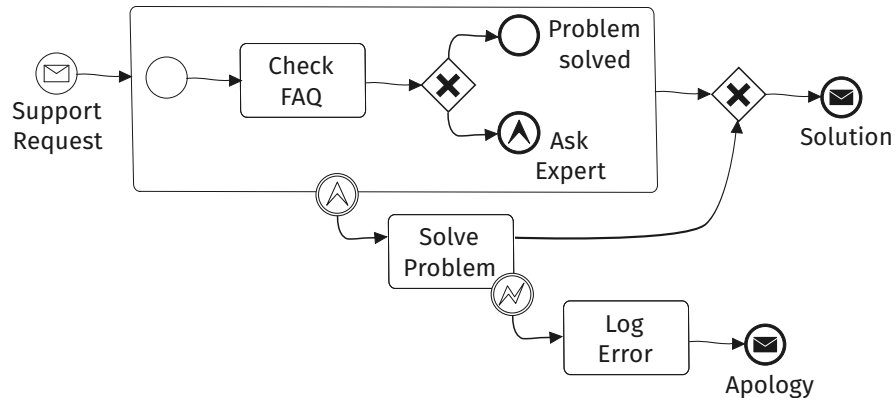 Support
Request
Check
FAQ
Problem
solved
Ask
Expert
Solution
Solve
Problem
Log
Error
Apology